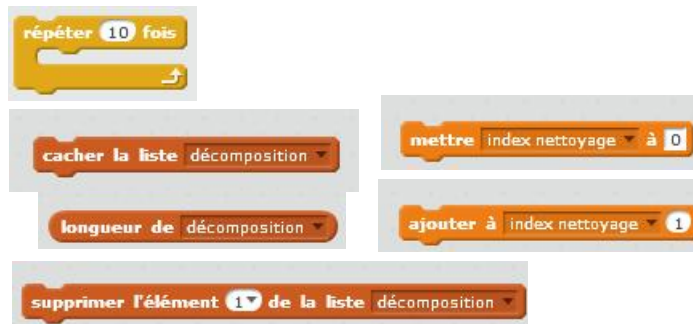 répéter 10 fois
cacher la liste décomposition
mettre index nettoyage à 0
longueur de décomposition
ajouter à index nettoyage 1
supprimer l'élément 1 de la liste décomposition